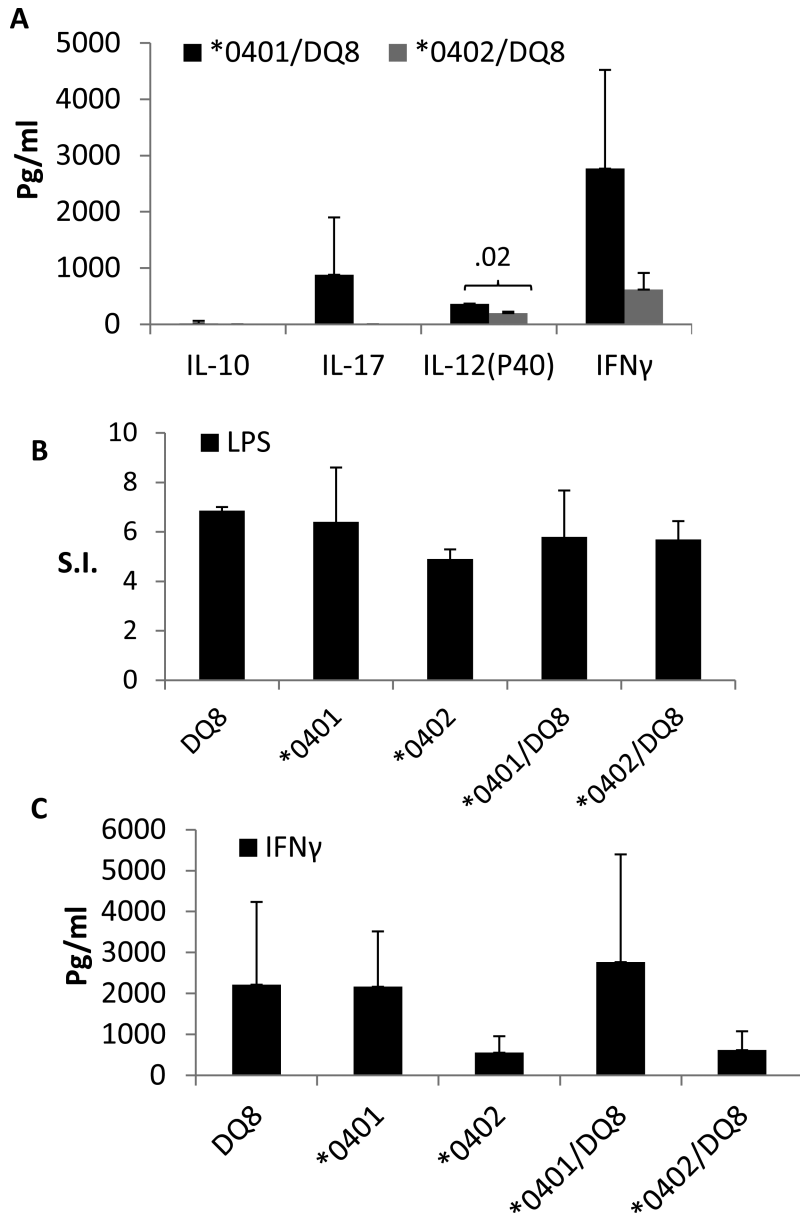 A
*0401/DQ8 *0402/DQ8
Pg/ml
5000
4000
3000
2000
1000
0
.02
IL-10 IL-17 IL-12(P40) IFNγ
B
LPS
S.I.
10
8
6
4
2
0
DQ8 *0401 *0402 *0401/DQ8 *0402/DQ8
C
IFNγ
Pg/ml
6000
5000
4000
3000
2000
1000
0
DQ8 *0401 *0402 *0401/DQ8 *0402/DQ8